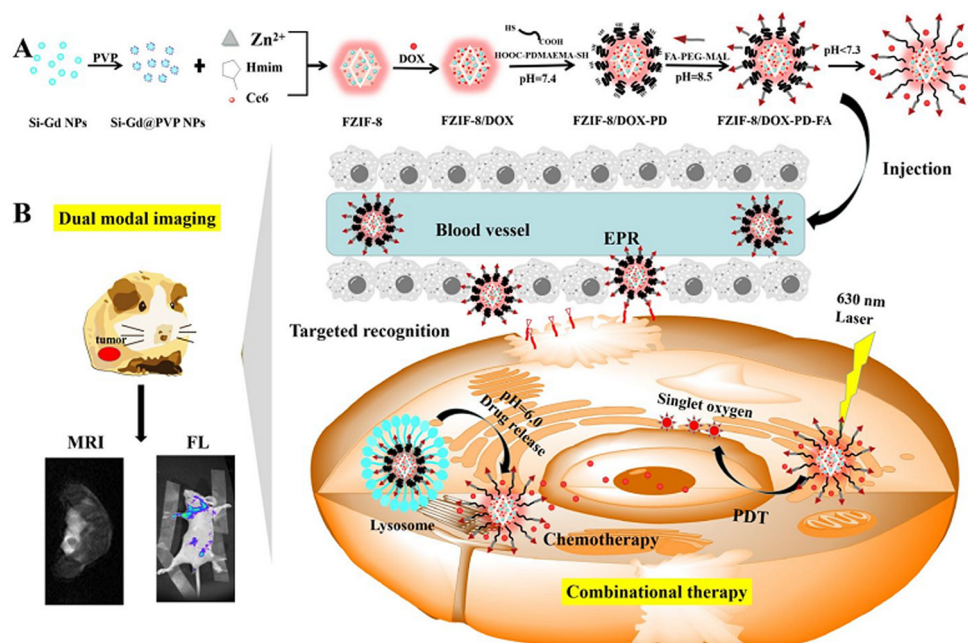 A
PVP
Si-Gd NPs
Si-Gd@PVP NPs
+
Zn²⁺
Hmim
Ce6
FZIF-8
DOX
FZIF-8/DOX
HS
COOH
HOOC-PDMAEMA-SH
pH=7.4
FZIF-8/DOX-PD
FA-PEG-MAL
pH=8.5
FZIF-8/DOX-PD-FA
pH<7.3
Injection
B
Dual modal imaging
tumor
MRI
FL
Blood vessel
EPR
Targeted recognition
630 nm
Laser
pH=6.0
Drug release
Singlet oxygen
Lysosome
PDT
Chemotherapy
Combinational therapy